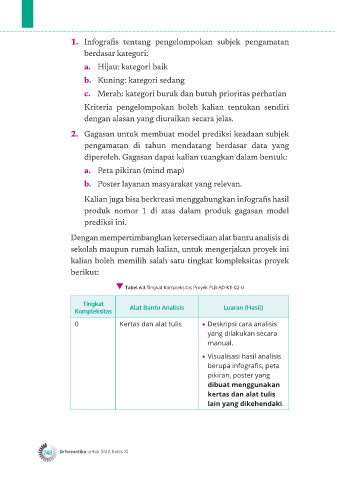 1. Infografis tentang pengelompokan subjek pengamatan
berdasar kategori:
a. Hijau: kategori baik
b. Kuning: kategori sedang
c. Merah: kategori buruk dan butuh prioritas perhatian
Kriteria pengelompokan boleh kalian tentukan sendiri
dengan alasan yang diuraikan secara jelas.
2. Gagasan untuk membuat model prediksi keadaan subjek
pengamatan di tahun mendatang berdasar data yang
diperoleh. Gagasan dapat kalian tuangkan dalam bentuk:
a. Peta pikiran (mind map)
b. Poster layanan masyarakat yang relevan.
Kalian juga bisa berkreasi menggabungkan infografis hasil
produk nomor 1 di atas dalam produk gagasan model
prediksi ini.
Dengan mempertimbangkan ketersediaan alat bantu analisis di
sekolah maupun rumah kalian, untuk mengerjakan proyek ini
kalian boleh memilih salah satu tingkat kompleksitas proyek
berikut:
▼ Tabel 6.1 Tingkat Kompleksitas Proyek PLB-AD-K11-02-U
Tingkat
Kompleksitas
Alat Bantu Analisis
Luaran (Hasil)
0
Kertas dan alat tulis
• Deskripsi cara analisis
yang dilakukan secara
manual.
• Visualisasi hasil analisis
berupa infografis, peta
pikiran, poster yang
dibuat menggunakan
kertas dan alat tulis
lain yang dikehendaki.
248 Informatika untuk SMA Kelas XI